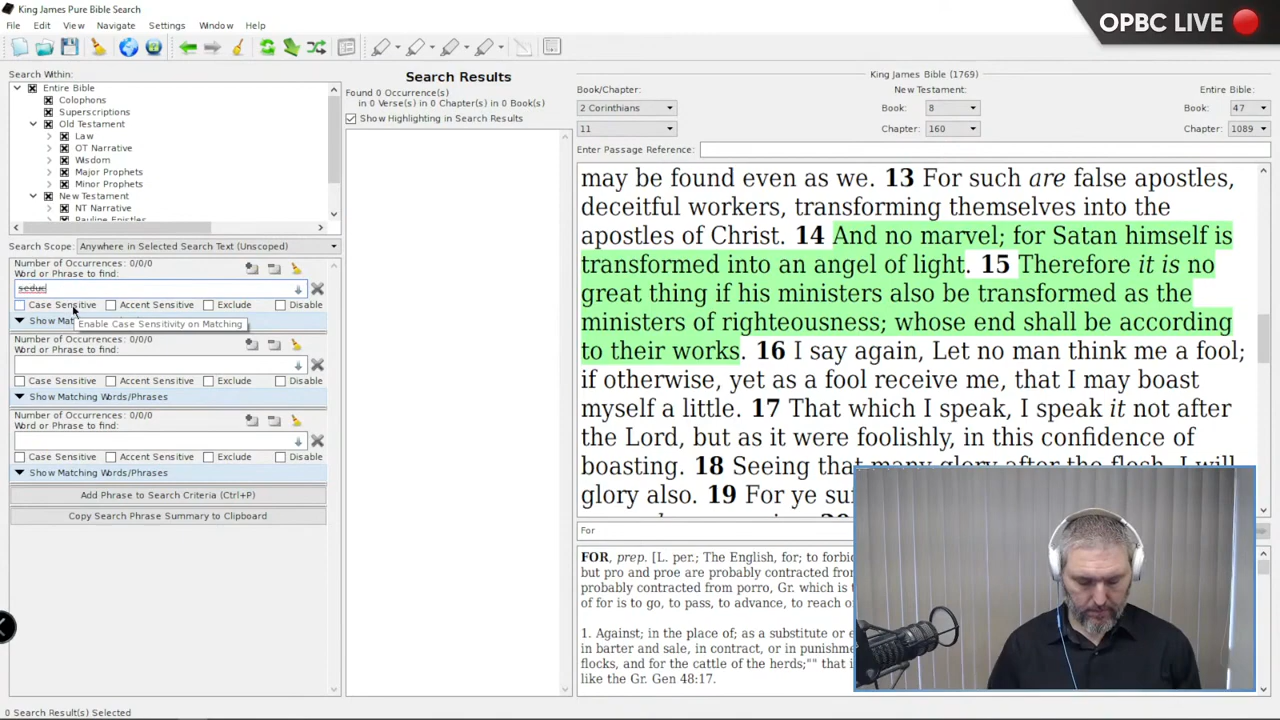 King James Pure Bible Search
File Edit View Navigate Settings Window Help
OPBC LIVE
Search Within:
Entire Bible
Colophons
Superscriptions
Old Testament
Law
OT Narrative
Wisdom
Major Prophets
Minor Prophets
New Testament
NT Narrative
Pauline Epistles
Search Scope: Anywhere in Selected Search Text (Unscoped)
Number of Occurrences: 0/0/0
Word or Phrase to find:
seduc
Case Sensitive Accent Sensitive Exclude Disable
Show Mat
Enable Case Sensitivity on Matching
Number of Occurrences: 0/0/0
Word or Phrase to find:
Case Sensitive Accent Sensitive Exclude Disable
Show Matching Words/Phrases
Number of Occurrences: 0/0/0
Word or Phrase to find:
Case Sensitive Accent Sensitive Exclude Disable
Show Matching Words/Phrases
Add Phrase to Search Criteria (Ctrl+P)
Copy Search Phrase Summary to Clipboard
0 Search Result(s) Selected
Search Results
Found 0 Occurrence(s)
in 0 Verse(s) in 0 Chapter(s) in 0 Book(s)
Show Highlighting in Search Results
King James Bible (1769)
Book/Chapter: New Testament: Entire Bible:
2 Corinthians Book: 8 Book: 47
11 Chapter: 160 Chapter: 1089
Enter Passage Reference:
may be found even as we. 13 For such are false apostles,
deceitful workers, transforming themselves into the
apostles of Christ. 14 And no marvel; for Satan himself is
transformed into an angel of light. 15 Therefore it is no
great thing if his ministers also be transformed as the
ministers of righteousness; whose end shall be according
to their works. 16 I say again, Let no man think me a fool;
if otherwise, yet as a fool receive me, that I may boast
myself a little. 17 That which I speak, I speak it not after
the Lord, but as it were foolishly, in this confidence of
boasting. 18 Seeing that many glory after the flesh, I will
glory also. 19 For ye su
For
FOR, prep. [L. per.; The English, for; to forbi
but pro and proe are probably contracted from
probably contracted from porro, Gr. which is t
of for is to go, to pass, to advance, to reach o
1. Against; in the place of; as a substitute or e
in barter and sale, in contract, or in punishme
flocks, and for the cattle of the herds;"" that i
like the Gr. Gen 48:17.